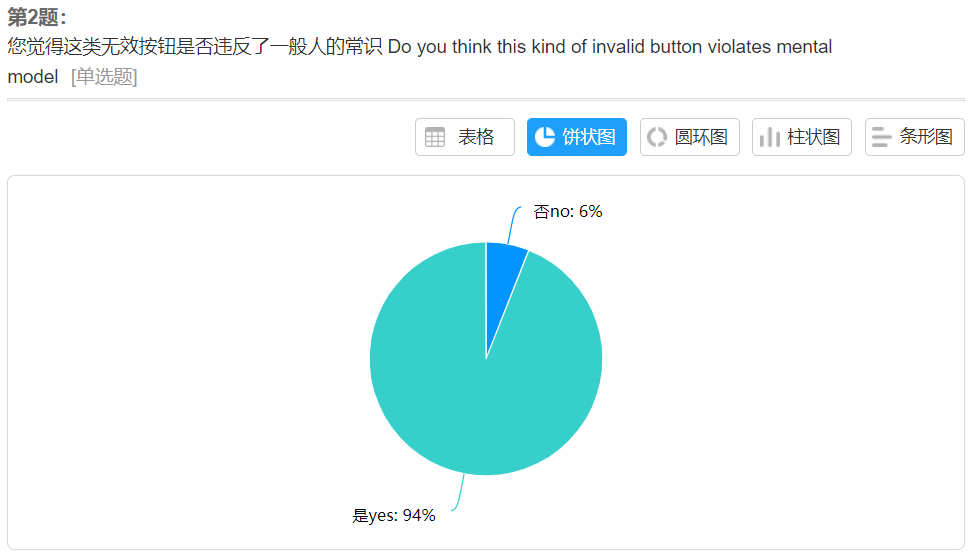 第2题：
您觉得这类无效按钮是否违反了一般人的常识 Do you think this kind of invalid button violates mental
model [单选题]
表格 饼状图 圆环图 柱状图 条形图
否no: 6%
是yes: 94%